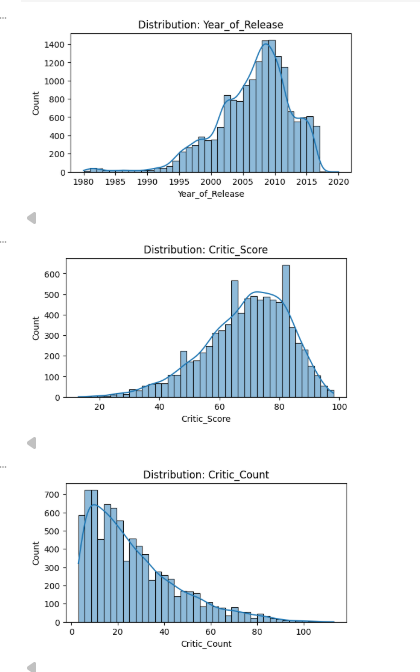 Distribution: Year_of_Release
Count
1400
1200
1000
800
600
400
200
0
1980 1985 1990 1995 2000 2005 2010 2015 2020
Year_of_Release
Distribution: Critic_Score
Count
600
500
400
300
200
100
0
20 40 60 80 100
Critic_Score
Distribution: Critic_Count
Count
700
600
500
400
300
200
100
0
0 20 40 60 80 100
Critic_Count